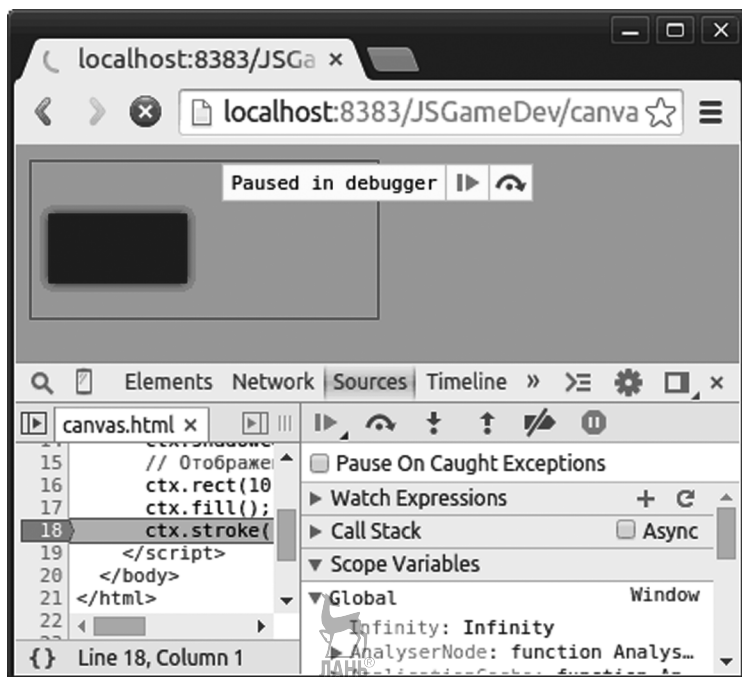 localhost:8383/JSGa
localhost:8383/JSGameDev/canva
Paused in debugger
Elements Network Sources Timeline »
canvas.html
15 // Отображе
16 ctx.rect(10
17 ctx.fill();
18 ctx.stroke(
19 </script>
20 </body>
21 </html>
22
{} Line 18, Column 1
Pause On Caught Exceptions
Watch Expressions
Call Stack Async
Scope Variables
Global Window
Infinity: Infinity
AnalyserNode: function Analys…
ЛАНЬ®